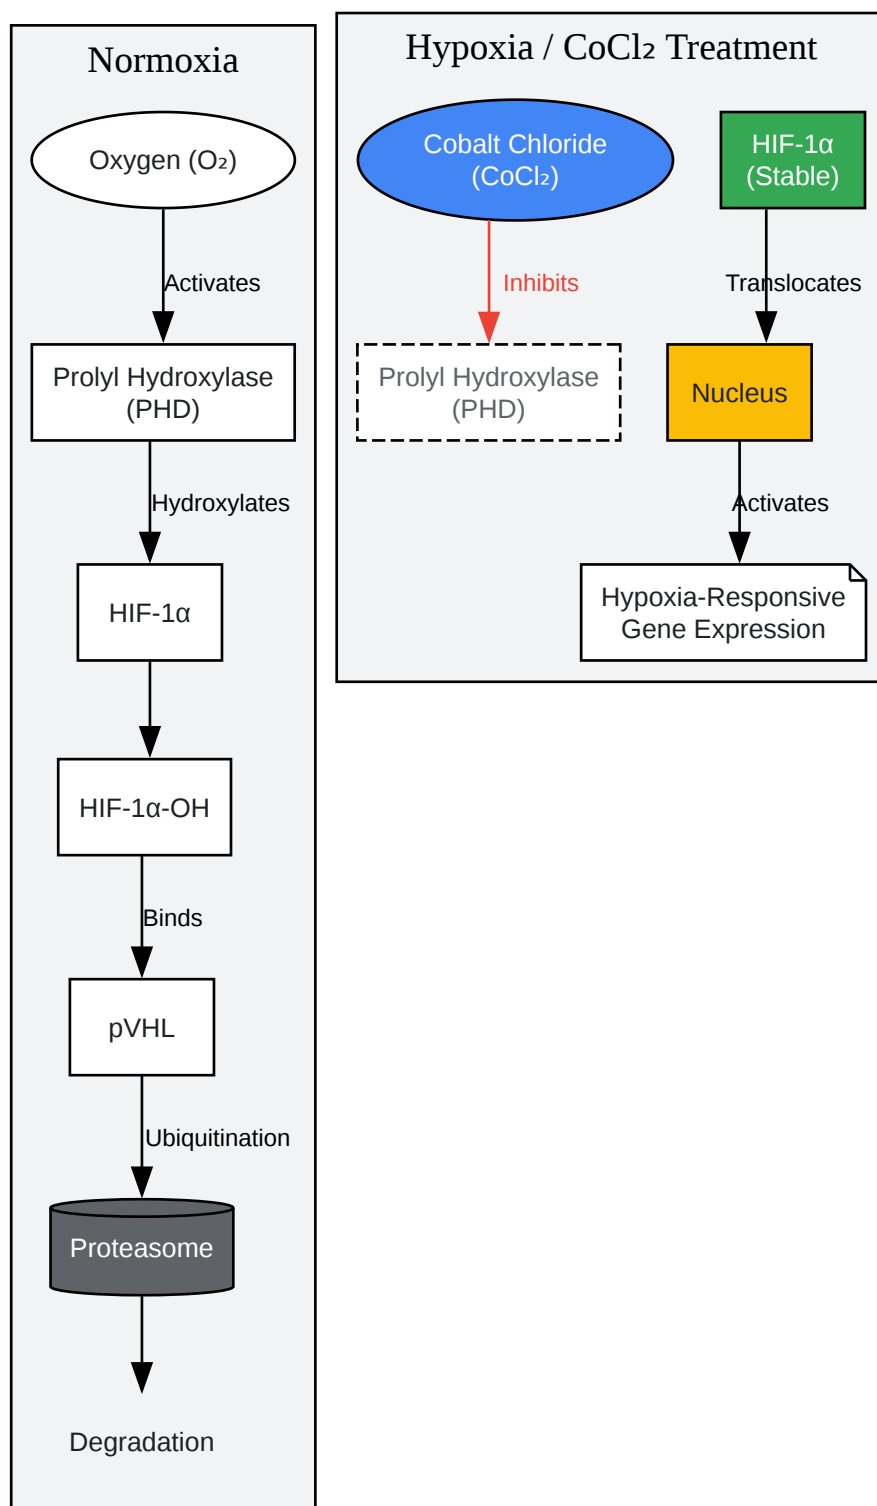 Normoxia
Oxygen (O₂)
Activates
Prolyl Hydroxylase
(PHD)
Hydroxylates
HIF-1α
HIF-1α-OH
Binds
pVHL
Ubiquitination
Proteasome
Degradation
Hypoxia / CoCl₂ Treatment
Cobalt Chloride
(CoCl₂)
Inhibits
Prolyl Hydroxylase
(PHD)
HIF-1α
(Stable)
Translocates
Nucleus
Activates
Hypoxia-Responsive
Gene Expression